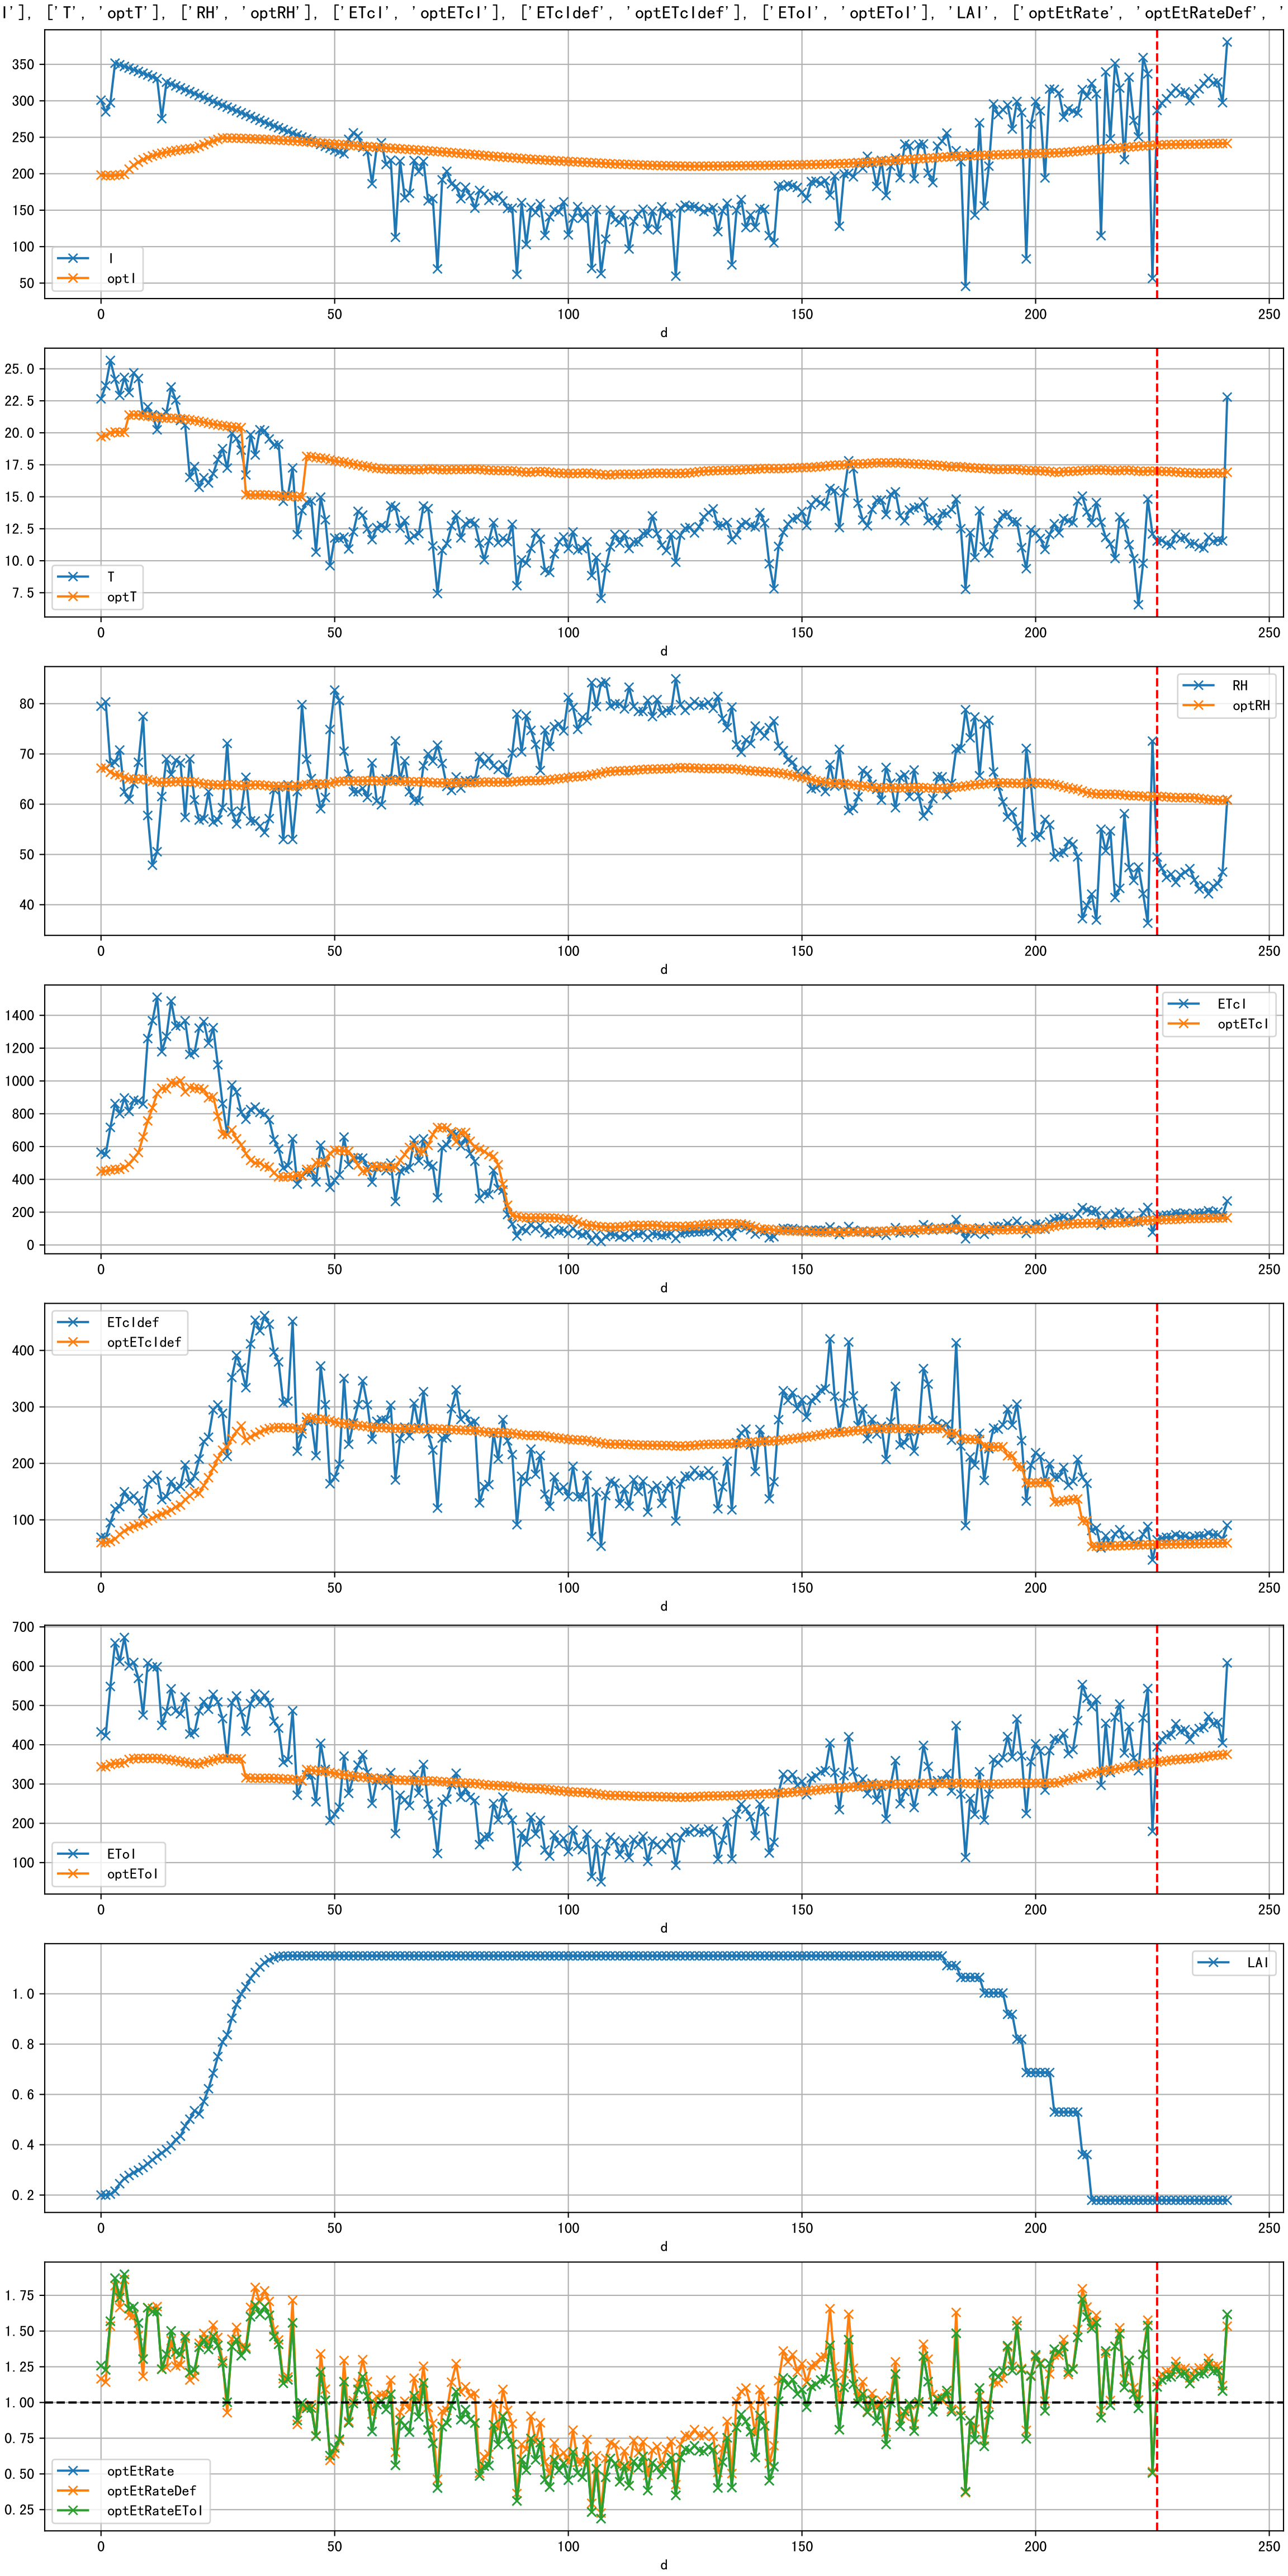 I'], ['T', 'optT'], ['RH', 'optRH'], ['ETcI', 'optETcI'], ['ETcIdef', 'optETcIdef'], ['EToI', 'optEToI'], 'LAI', ['optEtRate', 'optEtRateDef', '
350
300
250
200
150
100
50
I
optI
0 50 100 150 200 250
d
25.0
22.5
20.0
17.5
15.0
12.5
10.0
7.5
T
optT
0 50 100 150 200 250
d
80
70
60
50
40
RH
optRH
0 50 100 150 200 250
d
1400
1200
1000
800
600
400
200
0
ETcI
optETcI
0 50 100 150 200 250
d
400
300
200
100
ETcIdef
optETcIdef
0 50 100 150 200 250
d
700
600
500
400
300
200
100
EToI
optEToI
0 50 100 150 200 250
d
1.0
0.8
0.6
0.4
0.2
LAI
0 50 100 150 200 250
d
1.75
1.50
1.25
1.00
0.75
0.50
0.25
optEtRate
optEtRateDef
optEtRateEToI
0 50 100 150 200 250
d